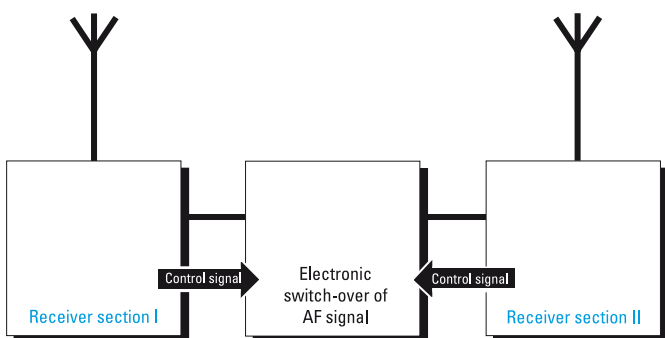 Control signal
Receiver section I
Electronic
switch-over of
AF signal
Control signal
Receiver section II